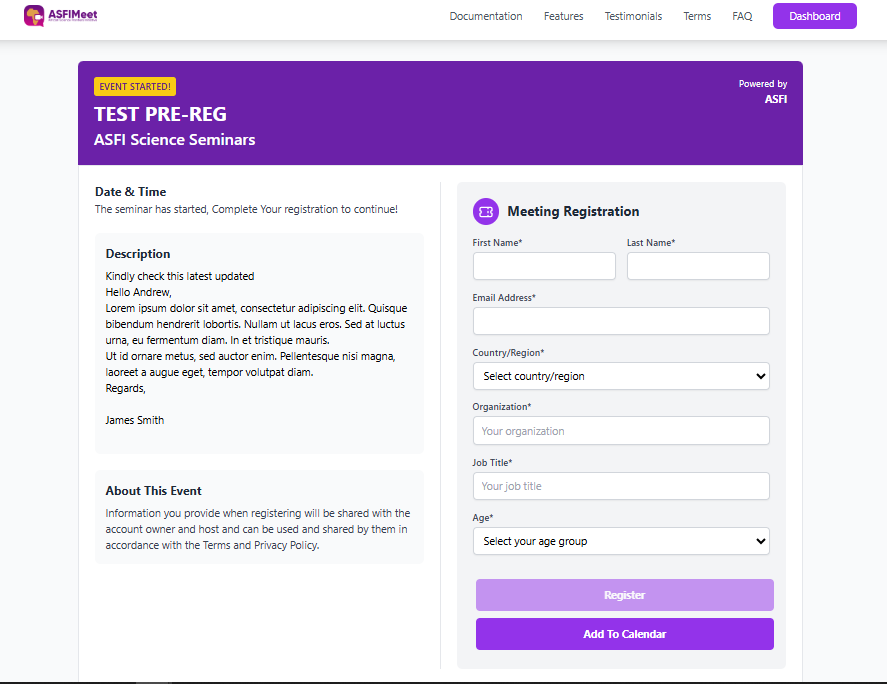 ASFIMeet
Documentation
Features
Testimonials
Terms
FAQ
Dashboard
EVENT STARTED!
TEST PRE-REG
ASFI Science Seminars
Powered by
ASFI
Date & Time
The seminar has started, Complete Your registration to continue!
Description
Kindly check this latest updated
Hello Andrew,
Lorem ipsum dolor sit amet, consectetur adipiscing elit. Quisque
bibendum hendrerit lobortis. Nullam ut lacus eros. Sed at luctus
urna, eu fermentum diam. In et tristique mauris.
Ut id ornare metus, sed auctor enim. Pellentesque nisi magna,
laoreet a augue eget, tempor volutpat diam.
Regards,
James Smith
About This Event
Information you provide when registering will be shared with the
account owner and host and can be used and shared by them in
accordance with the Terms and Privacy Policy.
Meeting Registration
First Name*
Last Name*
Email Address*
Country/Region*
Select country/region
Organization*
Your organization
Job Title*
Your job title
Age*
Select your age group
Register
Add To Calendar